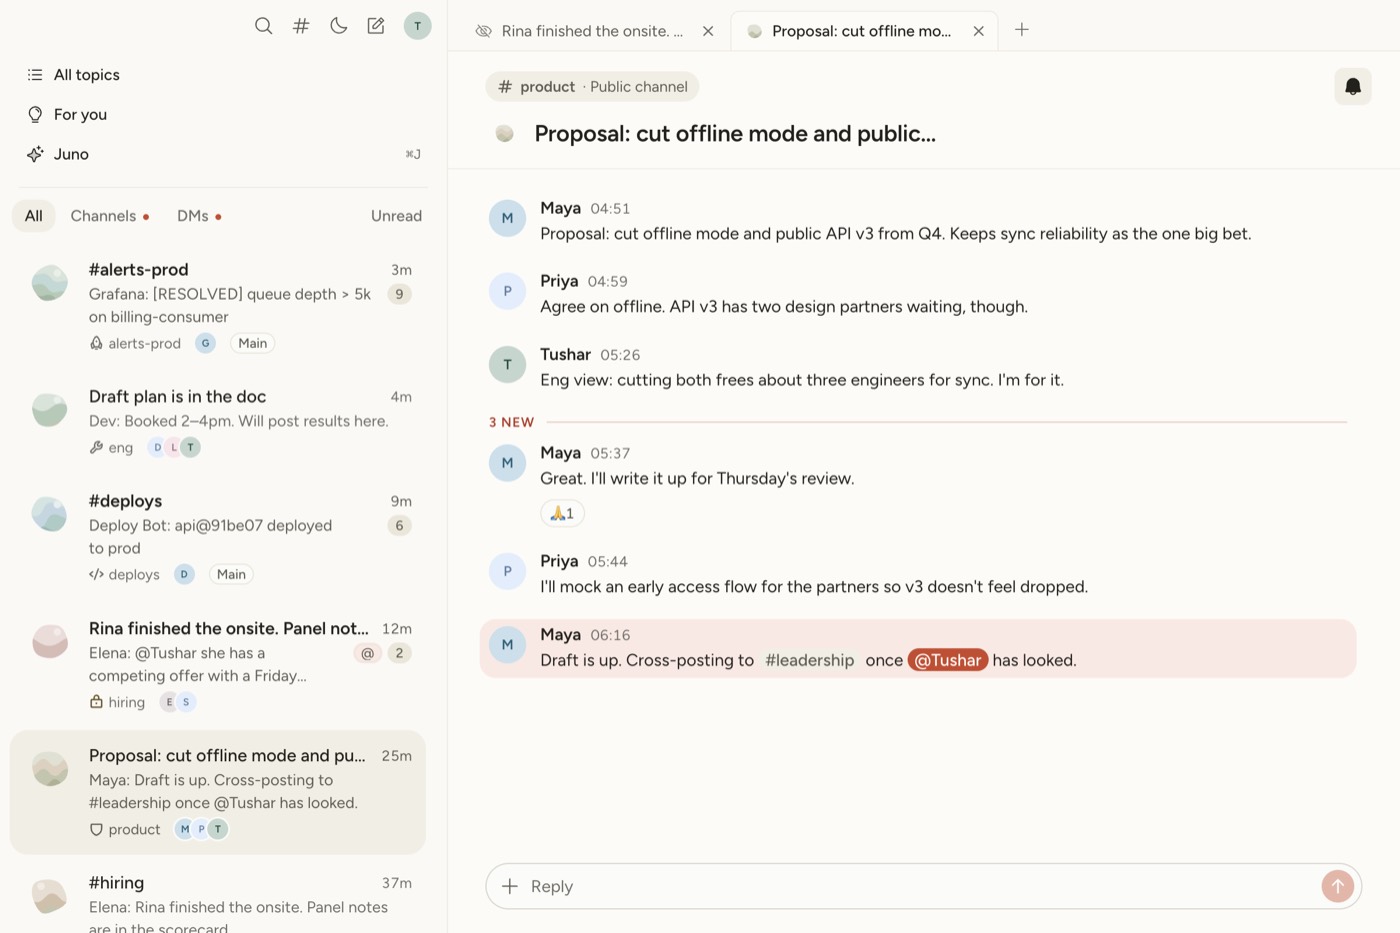 T
All topics
For you
Juno ⌘J
All Channels DMs Unread
#alerts-prod 3m
Grafana: [RESOLVED] queue depth > 5k 9
on billing-consumer
alerts-prod G Main
Draft plan is in the doc 4m
Dev: Booked 2–4pm. Will post results here.
eng D L T
#deploys 9m
Deploy Bot: api@91be07 deployed 6
to prod
</> deploys D Main
Rina finished the onsite. Panel not... 12m
Elena: @Tushar she has a @ 2
competing offer with a Friday...
hiring E S
Proposal: cut offline mode and pu... 25m
Maya: Draft is up. Cross-posting to
#leadership once @Tushar has looked.
product M P T
#hiring 37m
Elena: Rina finished the onsite. Panel notes
are in the scorecard
Rina finished the onsite. ... Proposal: cut offline mo...
# product · Public channel
Proposal: cut offline mode and public...
M Maya 04:51
Proposal: cut offline mode and public API v3 from Q4. Keeps sync reliability as the one big bet.
P Priya 04:59
Agree on offline. API v3 has two design partners waiting, though.
T Tushar 05:26
Eng view: cutting both frees about three engineers for sync. I'm for it.
3 NEW
M Maya 05:37
Great. I'll write it up for Thursday's review.
🙏 1
P Priya 05:44
I'll mock an early access flow for the partners so v3 doesn't feel dropped.
M Maya 06:16
Draft is up. Cross-posting to #leadership once @Tushar has looked.
Reply